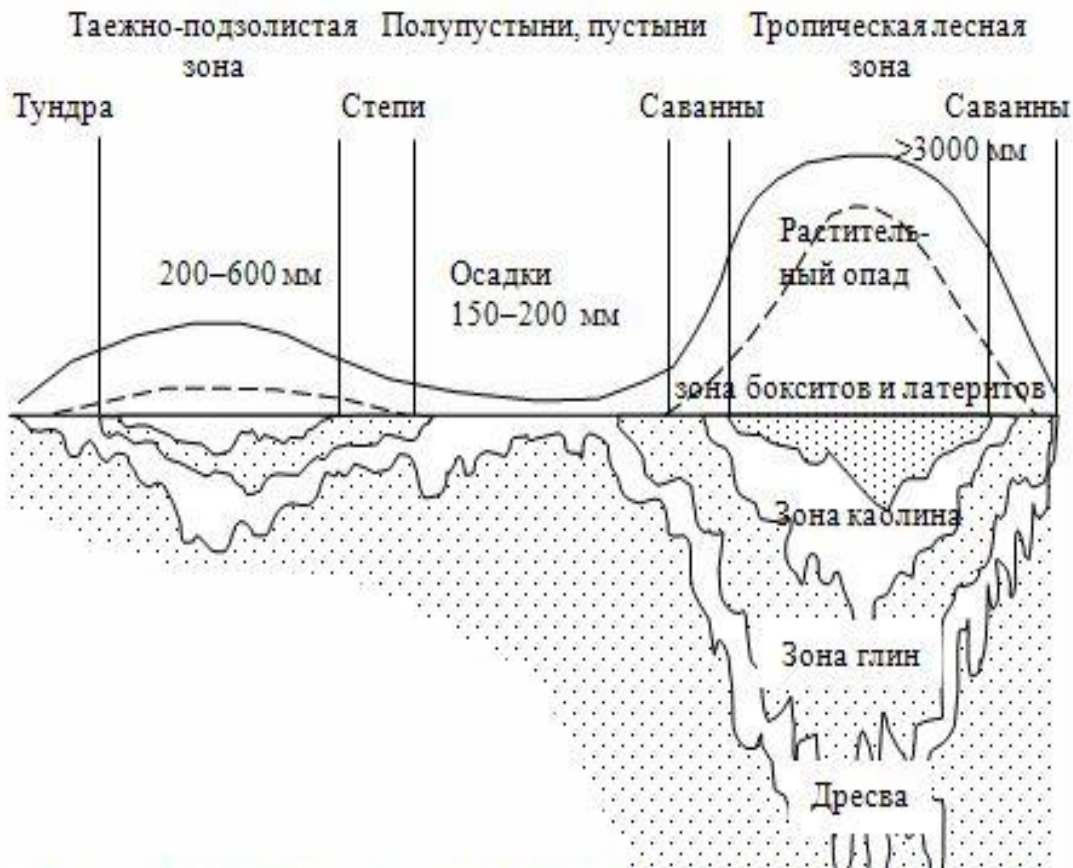 Таежно-подзолистая
зона
Полупустыни, пустыни
Тропическая лесная
зона
Тундра
Степи
Саванны
Саванны
>3000 мм
200–600 мм
Осадки
150–200 мм
Раститель-
ный опад
зона бокситов и латеритов
Зона каолина
Зона глин
Дресва